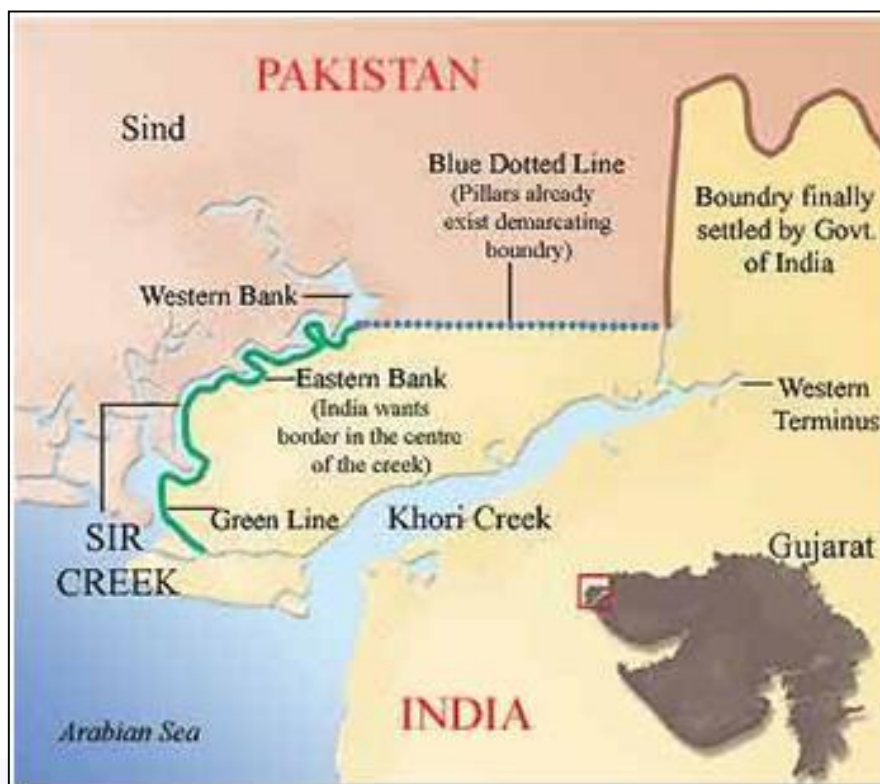 PAKISTAN
Sind
Blue Dotted Line
(Pillars already
exist demarcating
boundry)
Boundry finally
settled by Govt.
of India
Western Bank
Eastern Bank
(India wants
border in the centre
of the creek)
Western
Terminus
Green Line
Khori Creek
SIR
CREEK
Gujarat
INDIA
Arabian Sea